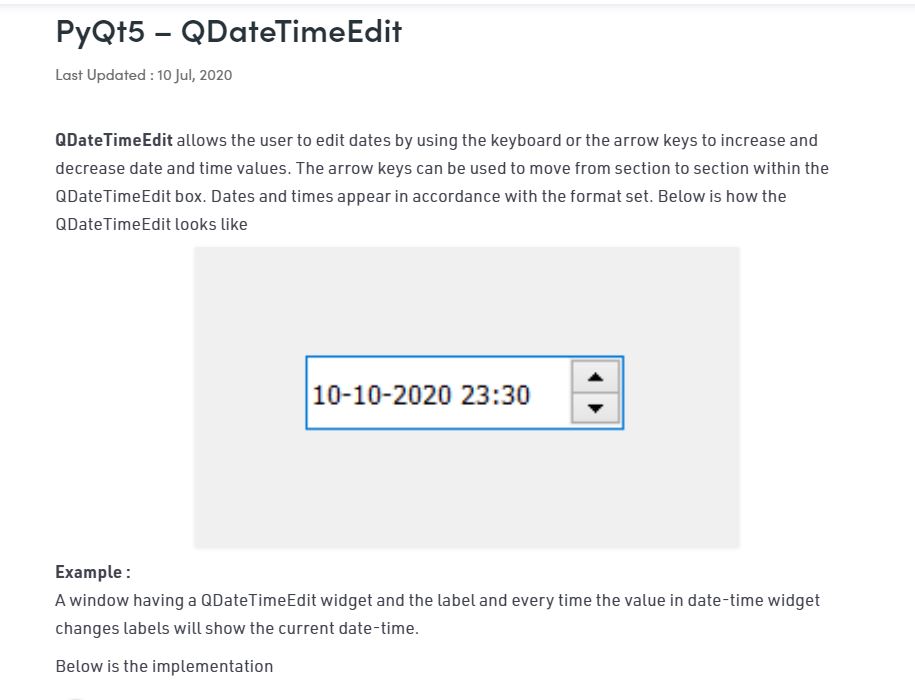 PyQt5 – QDateTimeEdit
Last Updated : 10 Jul, 2020
QDateTimeEdit allows the user to edit dates by using the keyboard or the arrow keys to increase and
decrease date and time values. The arrow keys can be used to move from section to section within the
QDateTimeEdit box. Dates and times appear in accordance with the format set. Below is how the
QDateTimeEdit looks like
10-10-2020 23:30
Example :
A window having a QDateTimeEdit widget and the label and every time the value in date-time widget
changes labels will show the current date-time.
Below is the implementation